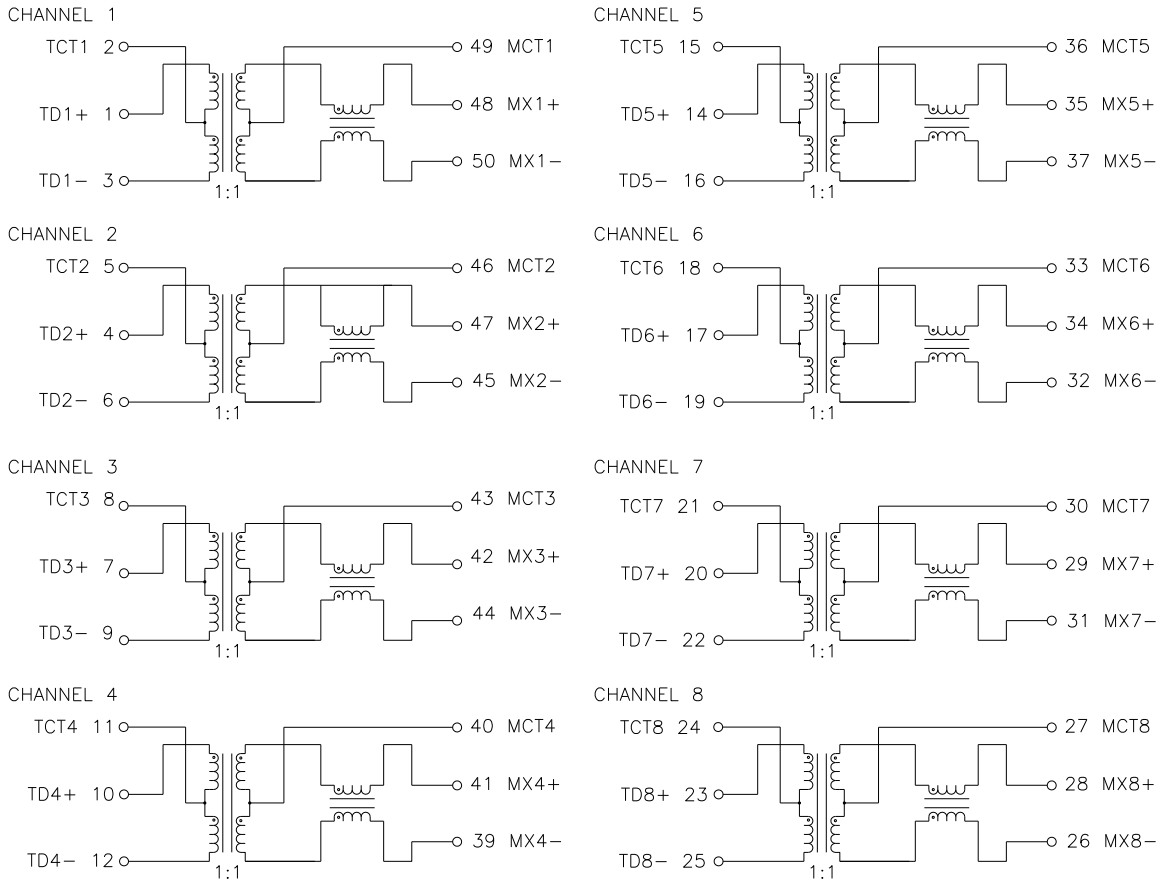 CHANNEL 1
TCT1 2 49 MCT1
TD1+ 1 48 MX1+
50 MX1-
TD1- 3
1:1
CHANNEL 2
TCT2 5 46 MCT2
TD2+ 4 47 MX2+
45 MX2-
TD2- 6
1:1
CHANNEL 3
TCT3 8 43 MCT3
TD3+ 7 42 MX3+
44 MX3-
TD3- 9
1:1
CHANNEL 4
TCT4 11 40 MCT4
TD4+ 10 41 MX4+
39 MX4-
TD4- 12
1:1
CHANNEL 5
TCT5 15 36 MCT5
TD5+ 14 35 MX5+
37 MX5-
TD5- 16
1:1
CHANNEL 6
TCT6 18 33 MCT6
TD6+ 17 34 MX6+
32 MX6-
TD6- 19
1:1
CHANNEL 7
TCT7 21 30 MCT7
TD7+ 20 29 MX7+
31 MX7-
TD7- 22
1:1
CHANNEL 8
TCT8 24 27 MCT8
TD8+ 23 28 MX8+
26 MX8-
TD8- 25
1:1